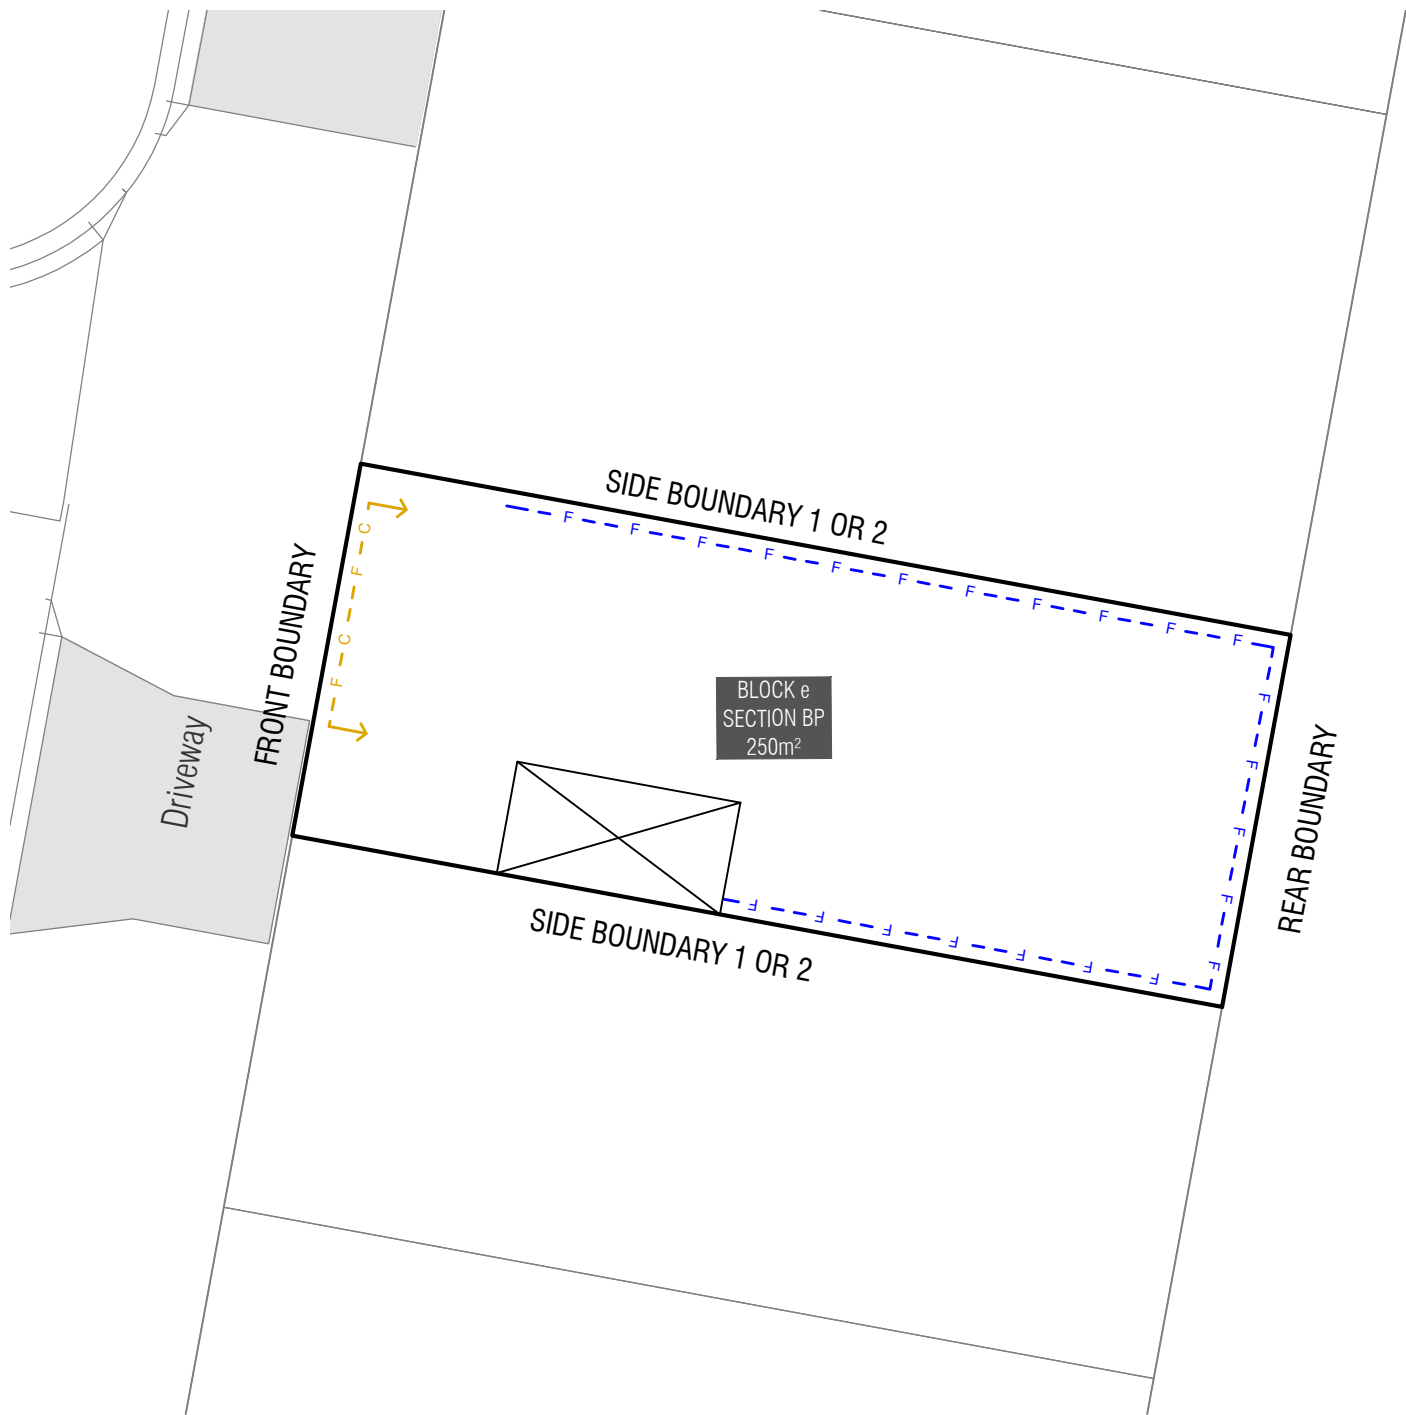 SIDE BOUNDARY 1 OR 2
F F F F F F F F F F F
C
F
C
F
FRONT BOUNDARY
BLOCK e
SECTION BP
250m²
F
F
F
F
F
REAR BOUNDARY
Driveway
F F F F F F F
SIDE BOUNDARY 1 OR 2